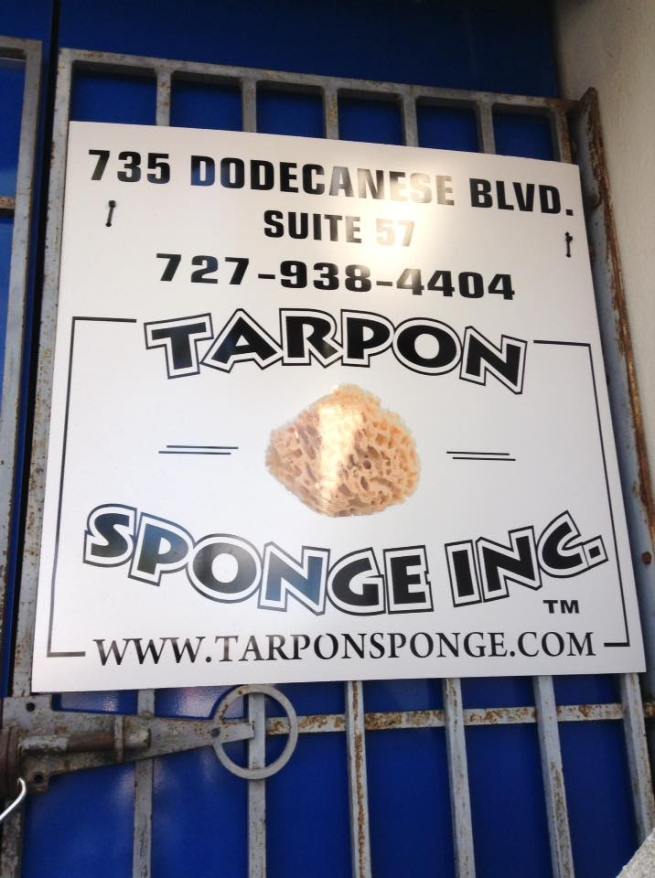 735 DODECANESE BLVD.
SUITE 57
727-938-4404
TARPON
SPONGE INC.
TM
WWW.TARPONSPONGE.COM